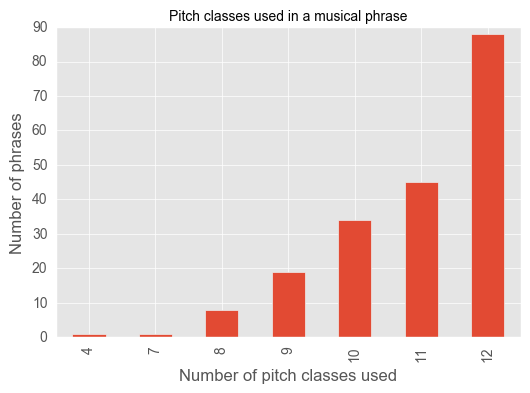 Pitch classes used in a musical phrase
Number of phrases
90
80
70
60
50
40
30
20
10
0
4 7 8 9 10 11 12
Number of pitch classes used